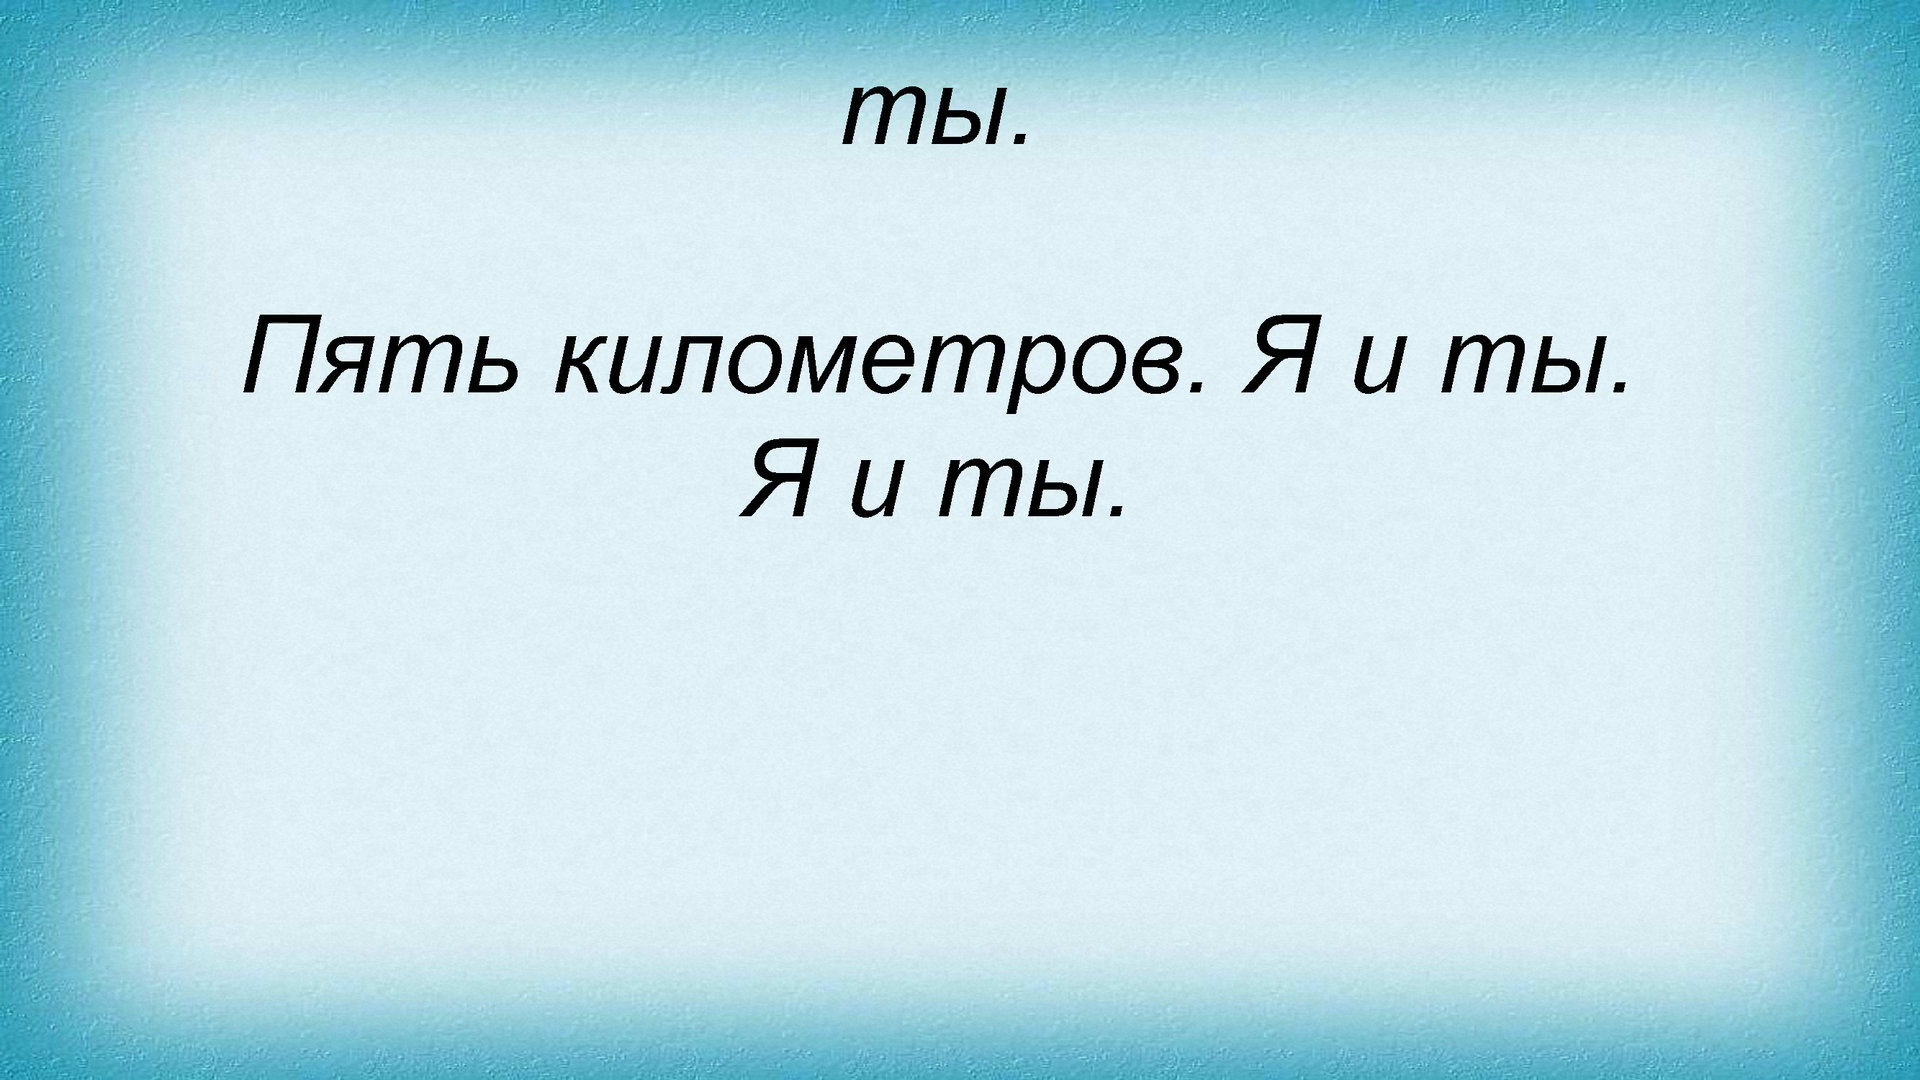 ты.
Пять километров. Я и ты.
Я и ты.